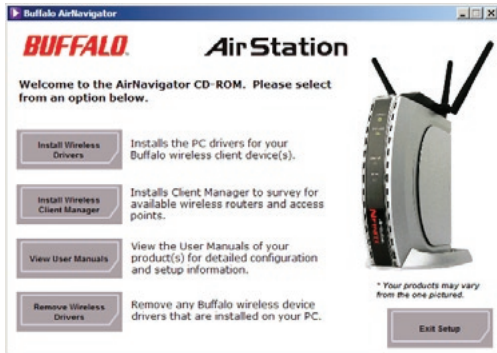 Buffalo AirNavigator
BUFFALO
AirStation
Welcome to the AirNavigator CD-ROM. Please select
from an option below.
Install Wireless
Drivers
Installs the PC drivers for your
Buffalo wireless client device(s).
Install Wireless
Client Manager
Installs Client Manager to survey for
available wireless routers and access
points.
View User Manuals
View the User Manuals of your
product(s) for detailed configuration
and setup information.
Remove Wireless
Drivers
Remove any Buffalo wireless device
drivers that are installed on your PC.
* Your products may vary
from the one pictured.
Exit Setup